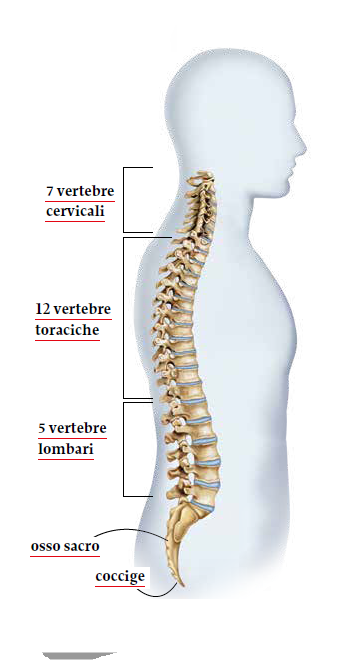 7 vertebre
cervicali
12 vertebre
toraciche
5 vertebre
lombari
osso sacro
coccige